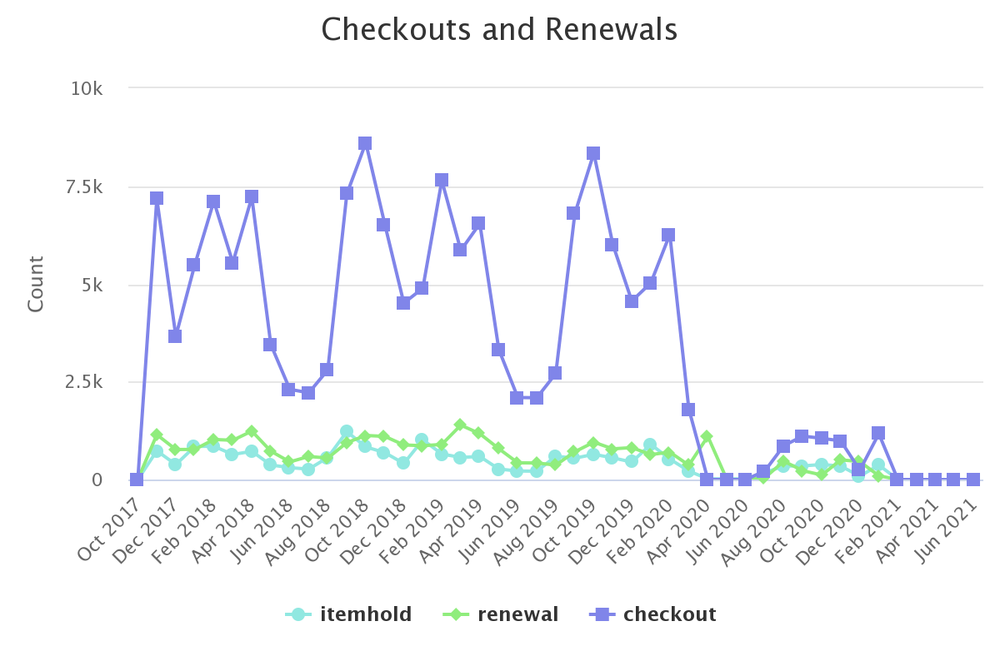 Checkouts and Renewals
10k
7.5k
5k
2.5k
0
Count
Oct 2017
Dec 2017
Feb 2018
Apr 2018
Jun 2018
Aug 2018
Oct 2018
Dec 2018
Feb 2019
Apr 2019
Jun 2019
Aug 2019
Oct 2019
Dec 2019
Feb 2020
Apr 2020
Jun 2020
Aug 2020
Oct 2020
Dec 2020
Feb 2021
Apr 2021
Jun 2021
itemhold renewal checkout